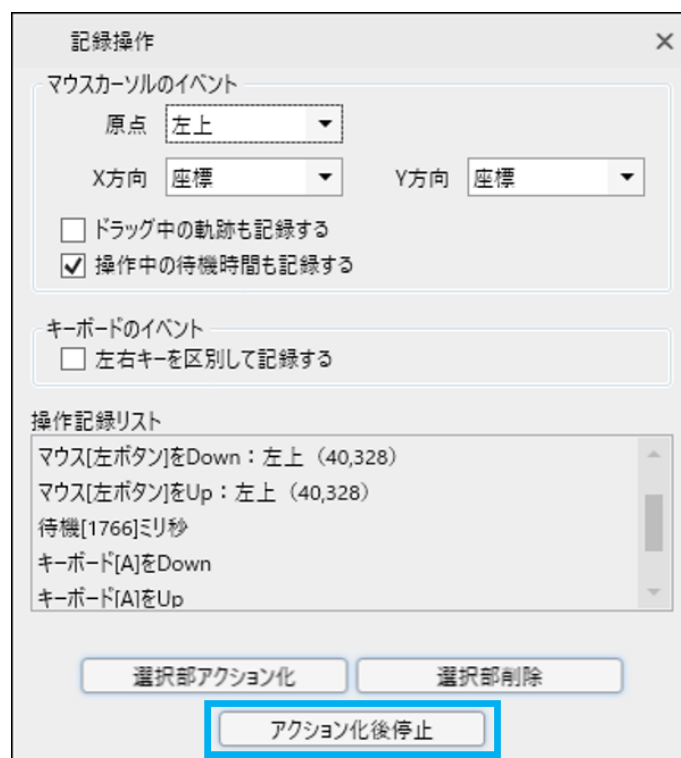 記録操作
マウスカーソルのイベント
原点 左上
X方向 座標 Y方向 座標
ドラッグ中の軌跡も記録する
操作中の待機時間も記録する
キーボードのイベント
左右キーを区別して記録する
操作記録リスト
マウス[左ボタン]をDown：左上（40,328）
マウス[左ボタン]をUp：左上（40,328）
待機[1766]ミリ秒
キーボード[A]をDown
キーボード[A]をUp
選択部アクション化 選択部削除
アクション化後停止